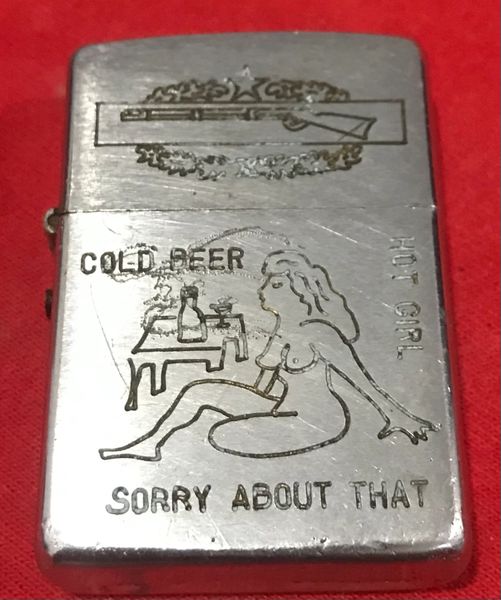 COLD BEER
HOT GIRL
SORRY ABOUT THAT